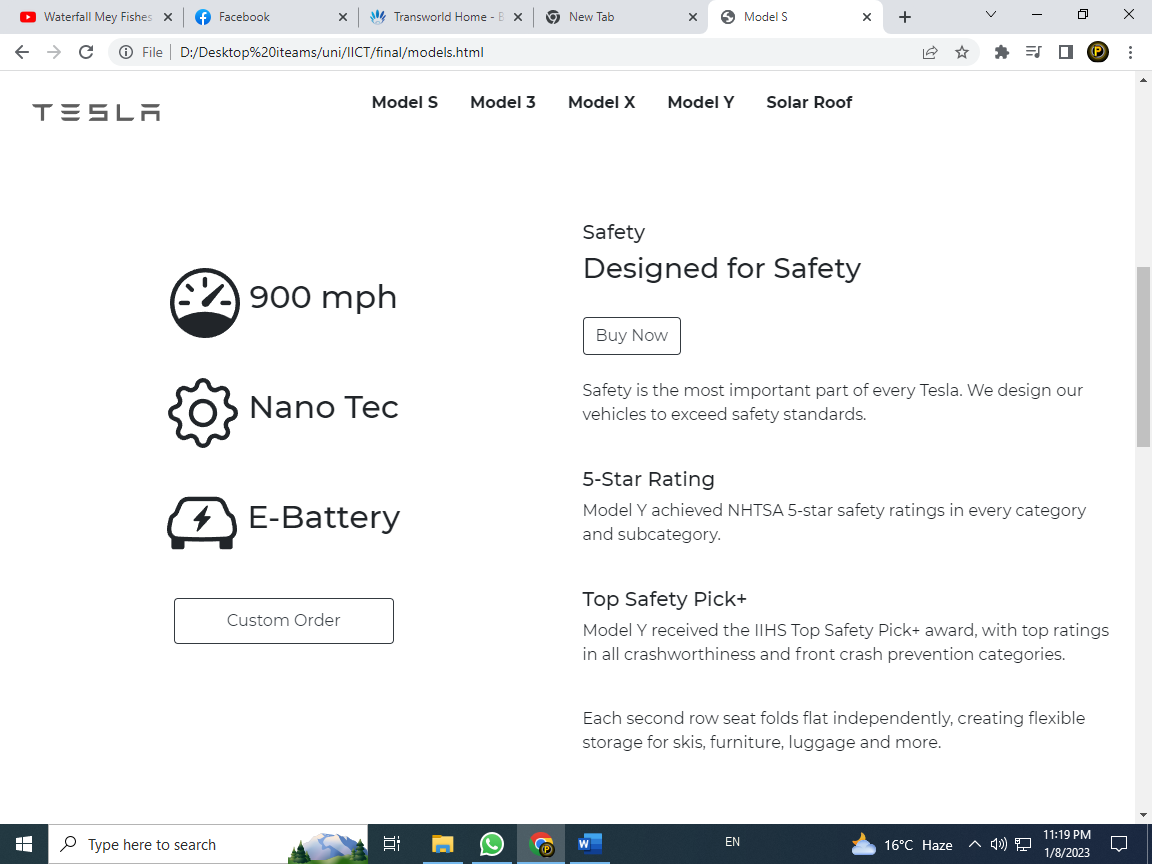 Waterfall Mey Fishes
Facebook
Transworld Home - B
New Tab
Model S
File
D:/Desktop%20iteams/uni/IICT/final/models.html
TESLA
Model S
Model 3
Model X
Model Y
Solar Roof
900 mph
Nano Tec
E-Battery
Custom Order
Safety
Designed for Safety
Buy Now
Safety is the most important part of every Tesla. We design our
vehicles to exceed safety standards.
5-Star Rating
Model Y achieved NHTSA 5-star safety ratings in every category
and subcategory.
Top Safety Pick+
Model Y received the IIHS Top Safety Pick+ award, with top ratings
in all crashworthiness and front crash prevention categories.
Each second row seat folds flat independently, creating flexible
storage for skis, furniture, luggage and more.
Type here to search
W
EN
16°C Haze
11:19 PM
1/8/2023